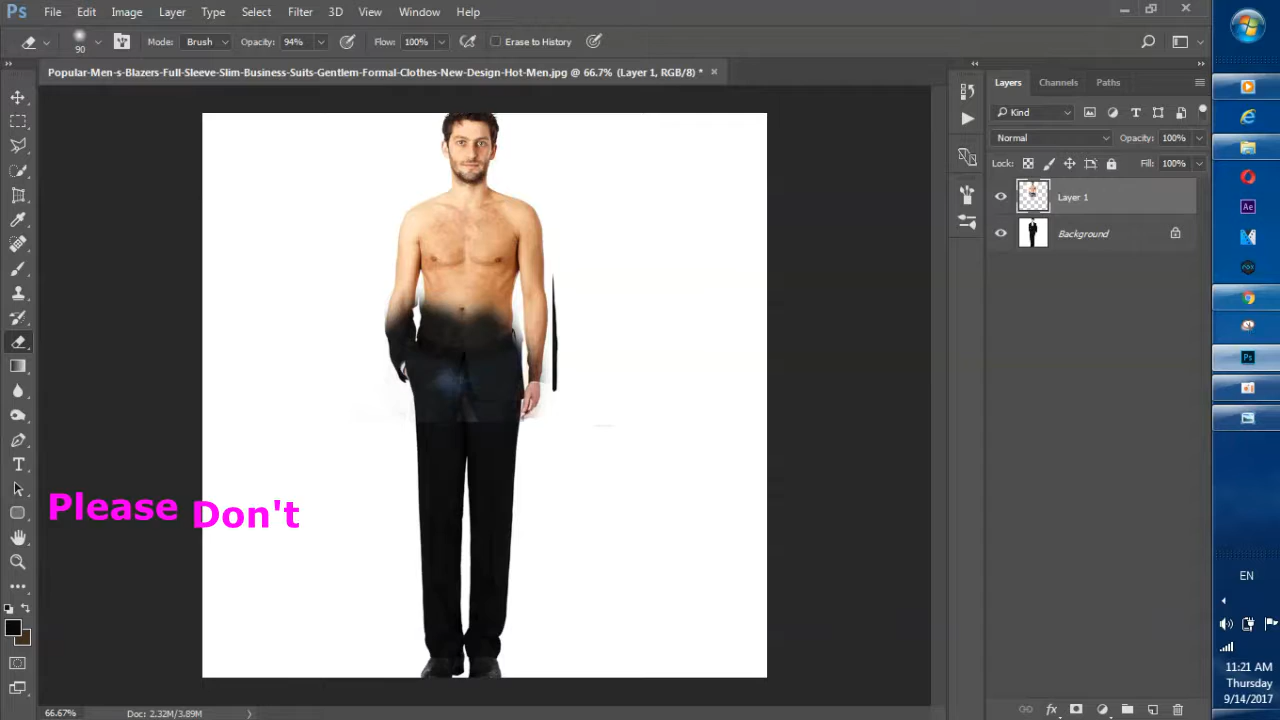 Ps File Edit Image Layer Type Select Filter 3D View Window Help
90 Mode: Brush Opacity: 94% Flow: 100% Erase to History
Popular-Men-s-Blazers-Full-Sleeve-Slim-Business-Suits-Gentlem-Formal-Clothes-New-Design-Hot-Men.jpg @ 66.7% (Layer 1, RGB/8) *
Layers Channels Paths
Kind
Normal Opacity: 100%
Lock: Fill: 100%
Layer 1
Background
Ae
Ps
Please Don't
EN
11:21 AM
Thursday
9/14/2017
66.67% Doc: 2.32M/3.89M